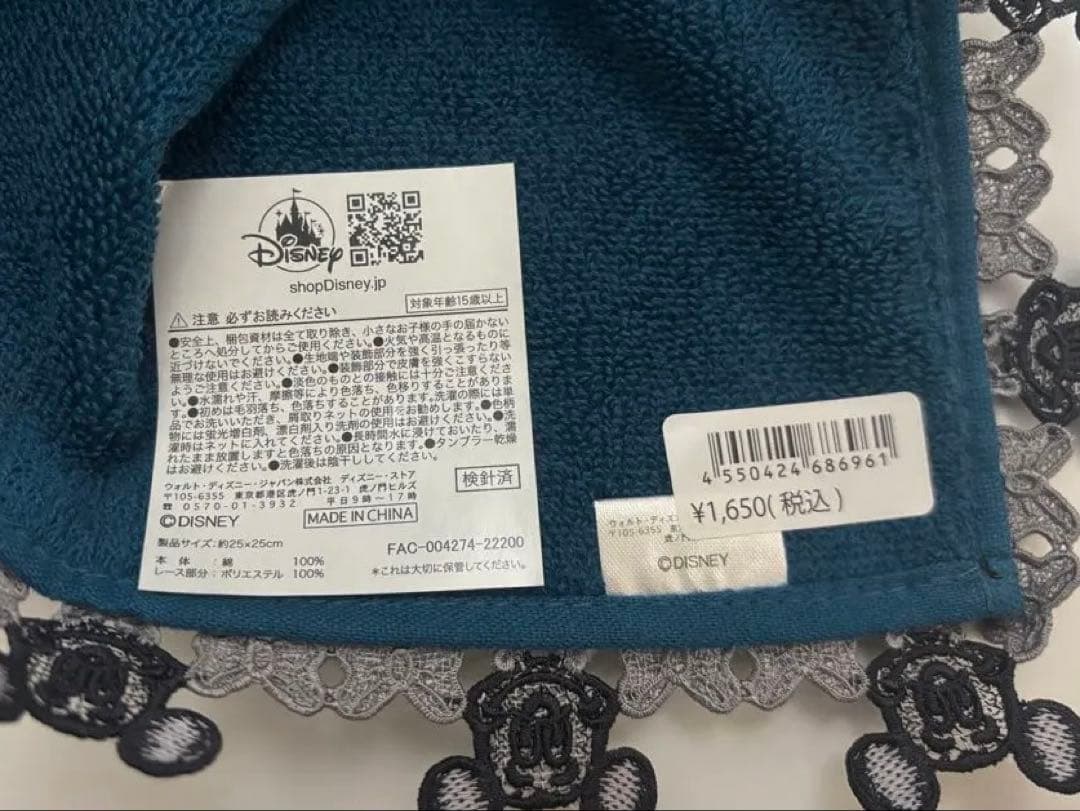 Disney
shopDisney.jp
⚠注意 必ずお読みください
対象年齢15歳以上
●安全上、梱包資材は全て取り除き、小さなお子様の手の届かない
ところへ処分してからご使用ください。●火気や高温となるものに
近づけないでください。●生地端や装飾部分を強く引っ張ったり等
無理な使用はお避けください。●装飾部分で皮膚を強くこすらない
ようご注意ください。●淡色のものとの接触には十分ご注意くださ
い。●水濡れや汗、摩擦等により色落ち、色移りすることがありま
す。●初めは毛羽落ち、色落ちすることがあります。洗濯の際には単
品でお洗いいただき、肩取りネットの使用をお勧めします。●色柄
物には蛍光増白剤、漂白剤入り洗剤の使用はお避けください。●洗
濯時はネットに入れてください。●長時間水に浸けておいたり、濡
れたまま放置しますと色落ちの原因となります。●タンブラー乾燥
はお避けください。●洗濯後は陰干ししてください。
ウォルト・ディズニー・ジャパン株式会社 ディズニー・ストア
〒105-6355 東京都港区虎ノ門1-23-1 虎ノ門ヒルズ
☎0570-01-3932 平日9時〜17時
検針済
©DISNEY
MADE IN CHINA
製品サイズ:約25×25cm
FAC-004274-22200
本体:綿 100%
レース部分:ポリエステル 100%
*これは大切に保管してください。
4 550424 686961
¥1,650(税込)
ウォルト・ディズニ
〒105-6355
虎ノ門
©DISNEY